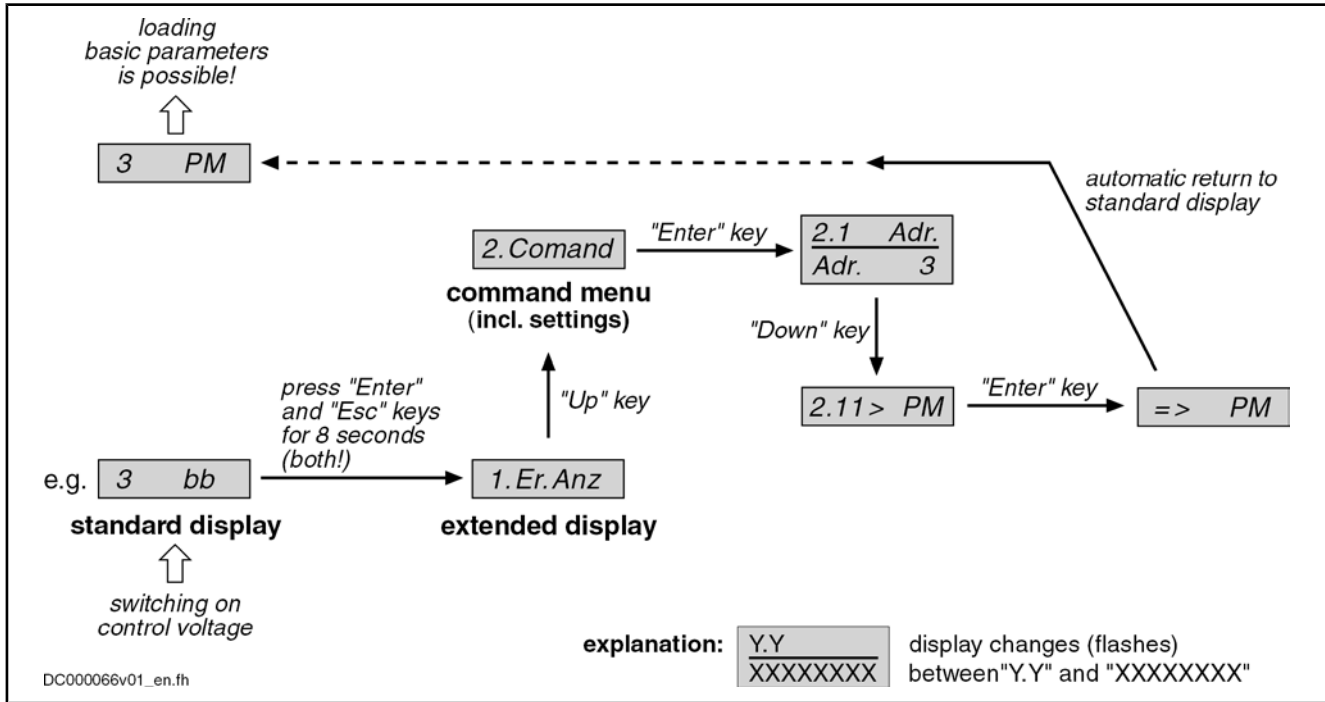 loading
basic parameters
is possible!
3 PM
automatic return to
standard display
2.Comand
"Enter" key
2.1 Adr.
Adr. 3
command menu
(incl. settings)
"Down" key
press "Enter"
and "Esc" keys
for 8 seconds
(both!)
"Up" key
2.11> PM
"Enter" key
=> PM
e.g.
3 bb
1.Er.Anz
standard display
extended display
switching on
control voltage
explanation:
Y.Y
XXXXXXXX
display changes (flashes)
between"Y.Y" and "XXXXXXXX"
DC000066v01_en.fh